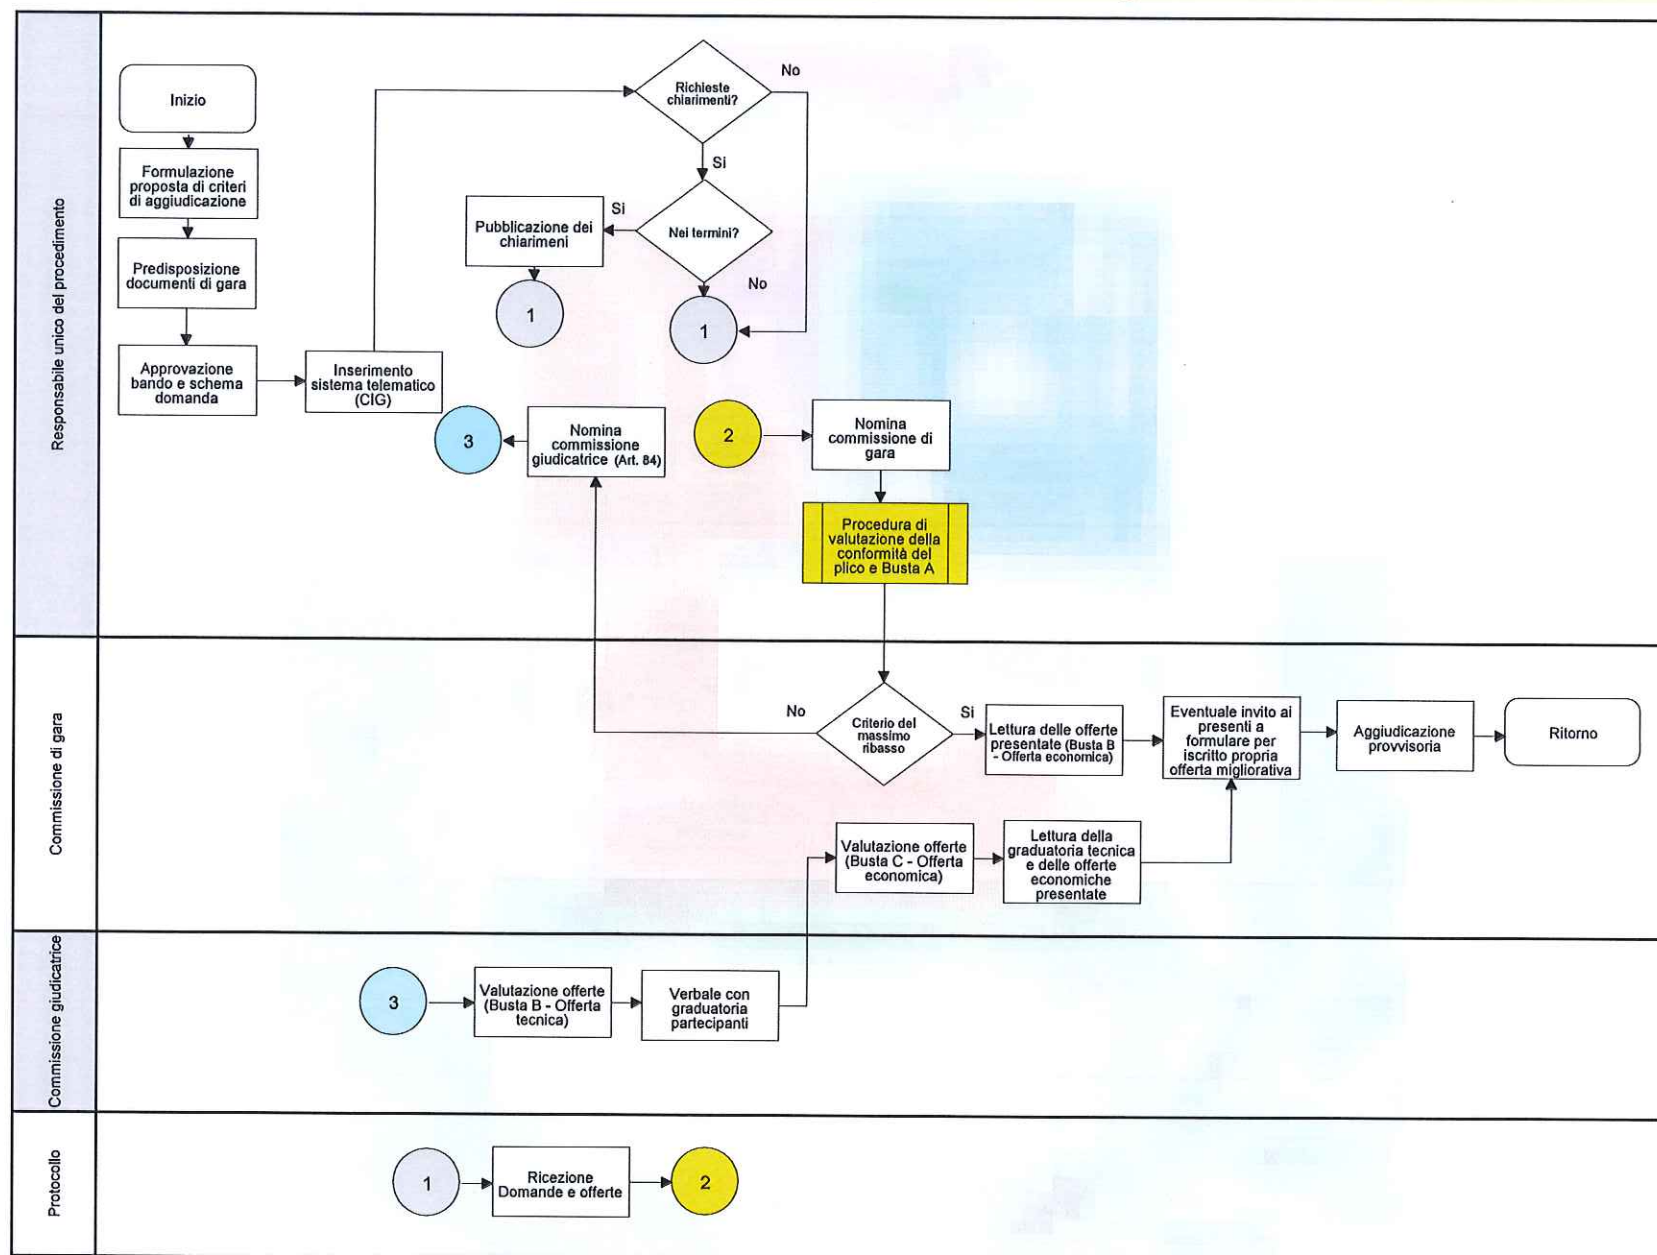 Responsabile unico del procedimento
Inizio
Formulazione
proposta di criteri
di aggiudicazione
Predisposizione
documenti di gara
Approvazione
bando e schema
domanda
Inserimento
sistema telematico
(CIG)
Richieste
chiarimenti?
No
Si
Nei termini?
Si
No
Pubblicazione dei
chiarimeni
1
1
3
Nomina
commissione
giudicatrice (Art. 84)
2
Nomina
commissione di
gara
Procedura di
valutazione della
conformità del
plico e Busta A
Commissione di gara
No
Criterio del
massimo
ribasso
Si
Lettura delle offerte
presentate (Busta B
- Offerta economica)
Eventuale invito ai
presenti a
formulare per
iscritto propria
offerta migliorativa
Aggiudicazione
provvisoria
Ritorno
Valutazione offerte
(Busta C - Offerta
economica)
Lettura della
graduatoria tecnica
e delle offerte
economiche
presentate
Commissione giudicatrice
3
Valutazione offerte
(Busta B - Offerta
tecnica)
Verbale con
graduatoria
partecipanti
Protocollo
1
Ricezione
Domande e offerte
2